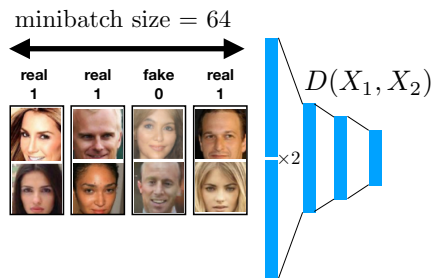 minibatch size = 64
real real fake real
1 1 0 1
D(X₁, X₂)
×2